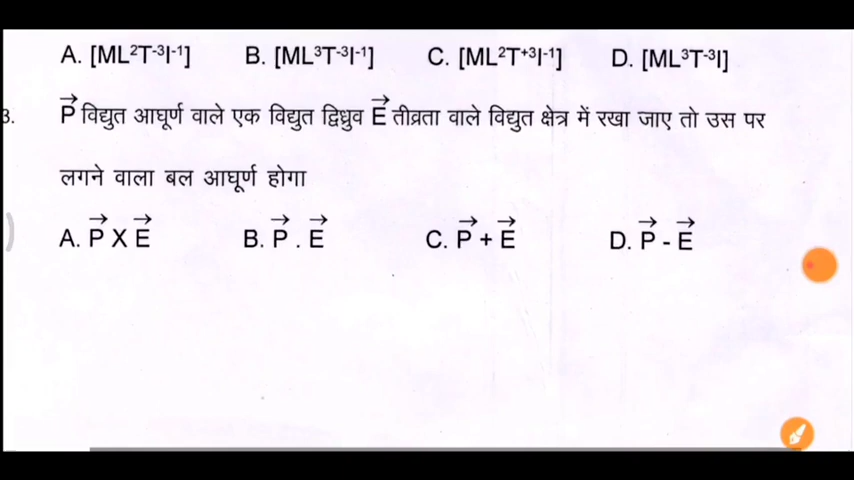 A. [ML²T⁻³I⁻¹] B. [ML³T⁻³I⁻¹] C. [ML²T⁺³I⁻¹] D. [ML³T⁻³I]
3. P⃗ विद्युत आघूर्ण वाले एक विद्युत द्विध्रुव E⃗ तीव्रता वाले विद्युत क्षेत्र में रखा जाए तो उस पर
लगने वाला बल आघूर्ण होगा
A. P⃗ X E⃗ B. P⃗ . E⃗ C. P⃗ + E⃗ D. P⃗ - E⃗